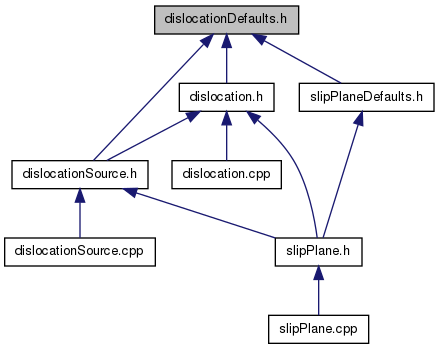 dislocationDefaults.h
dislocation.h
slipPlaneDefaults.h
dislocationSource.h
dislocation.cpp
dislocationSource.cpp
slipPlane.h
slipPlane.cpp